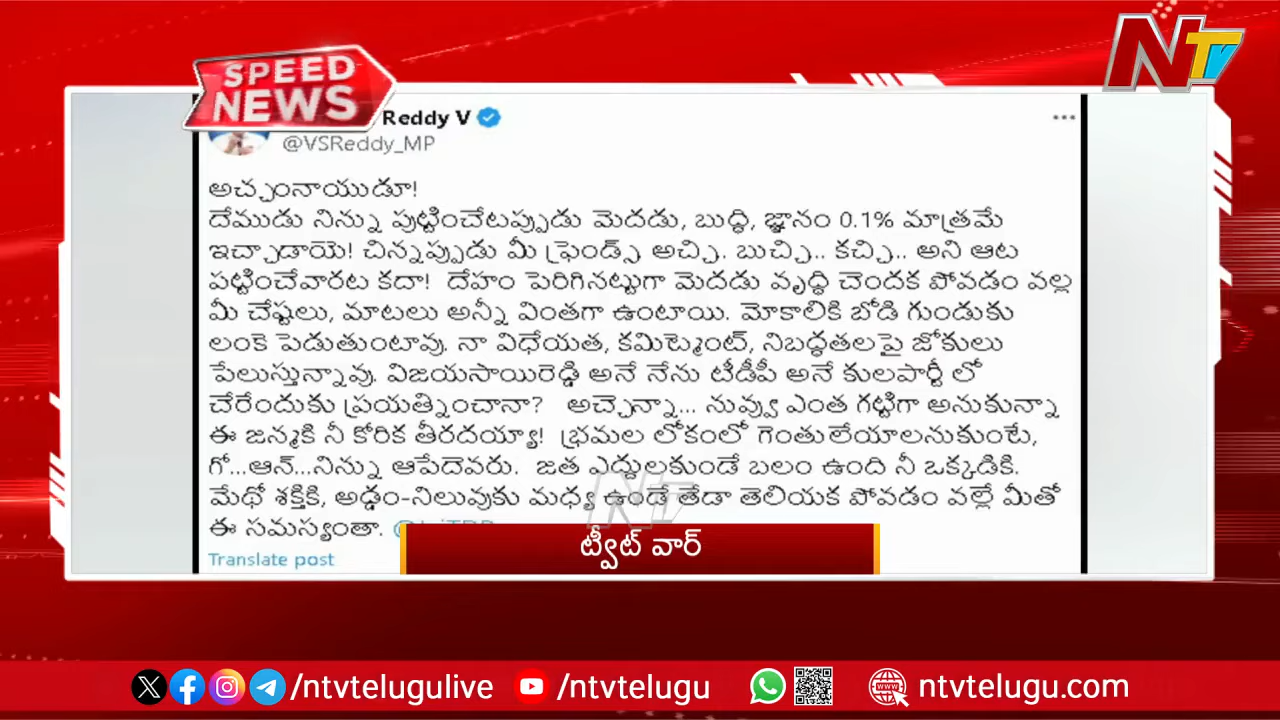 NTV
SPEED
NEWS
Reddy V
@VSReddy_MP
అచ్చంనాయుడూ!
దేముడు నిన్ను పుట్టించేటప్పుడు మెదడు, బుద్ధి, జ్ఞానం 0.1% మాత్రమే
ఇచ్చాడాయె! చిన్నప్పుడు మీ ఫ్రెండ్స్ అచ్చి. బుచ్చి.. కచ్చి.. అని ఆట
పట్టించేవారట కదా! దేహం పెరిగినట్టుగా మెదడు వృద్ధి చెందక పోవడం వల్ల
మీ చేష్టలు, మాటలు అన్నీ వింతగా ఉంటాయి. మోకాలికి బోడి గుండుకు
లంకె పెడుతుంటావు. నా విధేయత, కమిట్మెంట్, నిబద్ధతలపై జోకులు
పేలుస్తున్నావు. విజయసాయిరెడ్డి అనే నేను టీడీపీ అనే కులపార్టీ లో
చేరేందుకు ప్రయత్నించానా? అచ్చెన్నా... నువ్వు ఎంత గట్టిగా అనుకున్నా
ఈ జన్మకి నీ కోరిక తీరదయ్యా! భ్రమల లోకంలో గెంతులేయాలనుకుంటే,
గో...ఆన్...నిన్ను ఆపేదెవరు. జత ఎద్దులకుండే బలం ఉంది నీ ఒక్కడికి.
మేథో శక్తికి, అడ్డం-నిలువుకు మధ్య ఉండే తేడా తెలియక పోవడం వల్లే మీతో
ఈ సమస్యంతా.
Translate post
NTV
ట్వీట్ వార్
/ntvtelugulive
/ntvtelugu
ntvtelugu.com